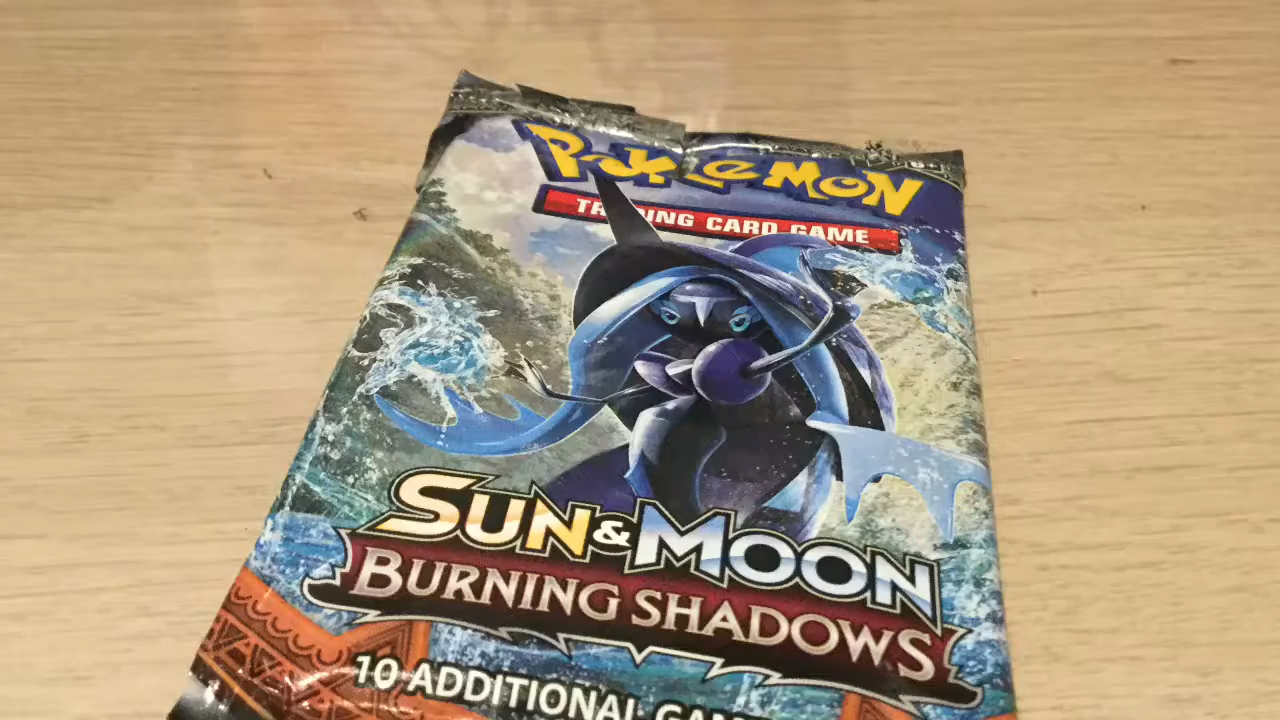 POKéMON
TRADING CARD GAME
SUN & MOON
BURNING SHADOWS
10 ADDITIONAL